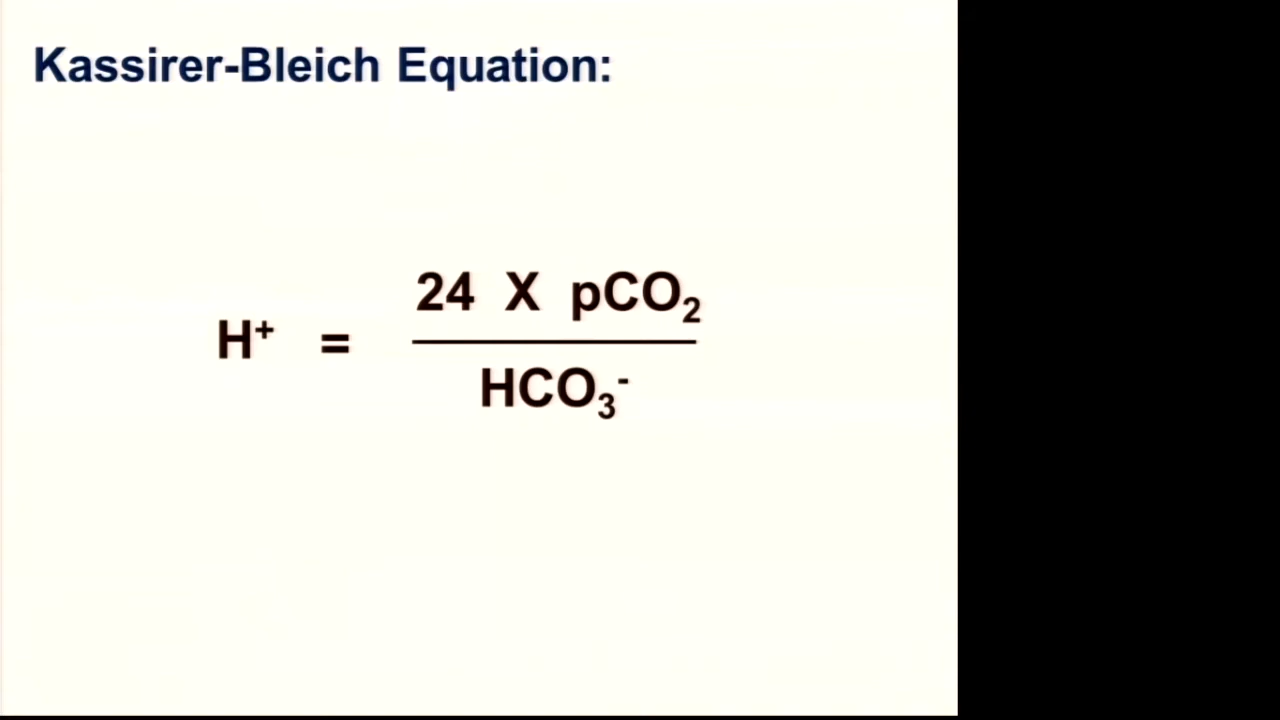 Kassirer-Bleich Equation:
24 X pCO₂
H⁺ =
HCO₃⁻